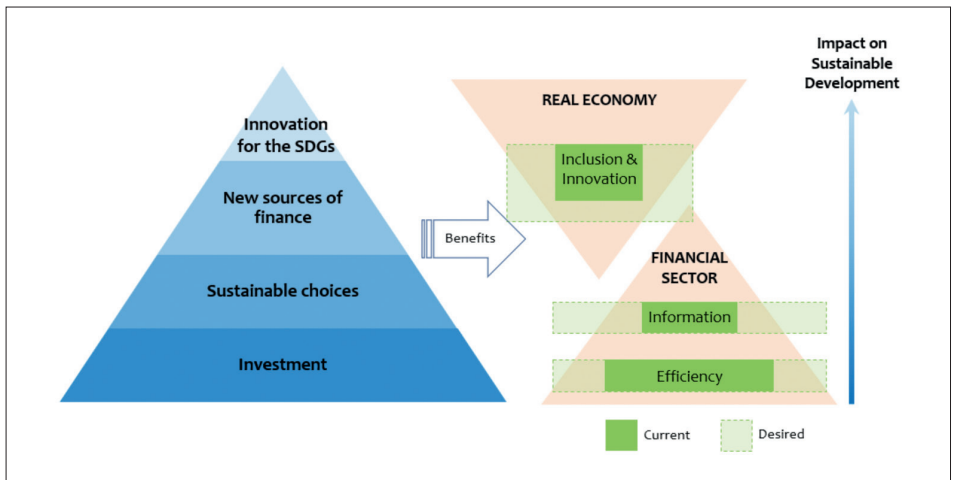 Innovation
for the SDGs
New sources of
finance
Sustainable choices
Investment
Benefits
REAL ECONOMY
Inclusion &
Innovation
FINANCIAL
SECTOR
Information
Efficiency
Current
Desired
Impact on
Sustainable
Development